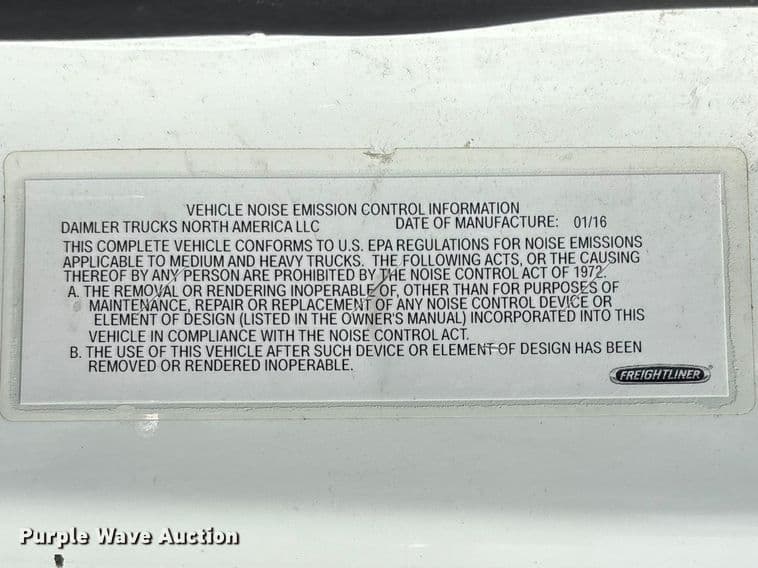 VEHICLE NOISE EMISSION CONTROL INFORMATION
DAIMLER TRUCKS NORTH AMERICA LLC DATE OF MANUFACTURE: 01/16
THIS COMPLETE VEHICLE CONFORMS TO U.S. EPA REGULATIONS FOR NOISE EMISSIONS
APPLICABLE TO MEDIUM AND HEAVY TRUCKS. THE FOLLOWING ACTS, OR THE CAUSING
THEREOF BY ANY PERSON ARE PROHIBITED BY THE NOISE CONTROL ACT OF 1972.
A. THE REMOVAL OR RENDERING INOPERABLE OF, OTHER THAN FOR PURPOSES OF
MAINTENANCE, REPAIR OR REPLACEMENT OF ANY NOISE CONTROL DEVICE OR
ELEMENT OF DESIGN (LISTED IN THE OWNER'S MANUAL) INCORPORATED INTO THIS
VEHICLE IN COMPLIANCE WITH THE NOISE CONTROL ACT.
B. THE USE OF THIS VEHICLE AFTER SUCH DEVICE OR ELEMENT OF DESIGN HAS BEEN
REMOVED OR RENDERED INOPERABLE.
FREIGHTLINER
Purple Wave Auction